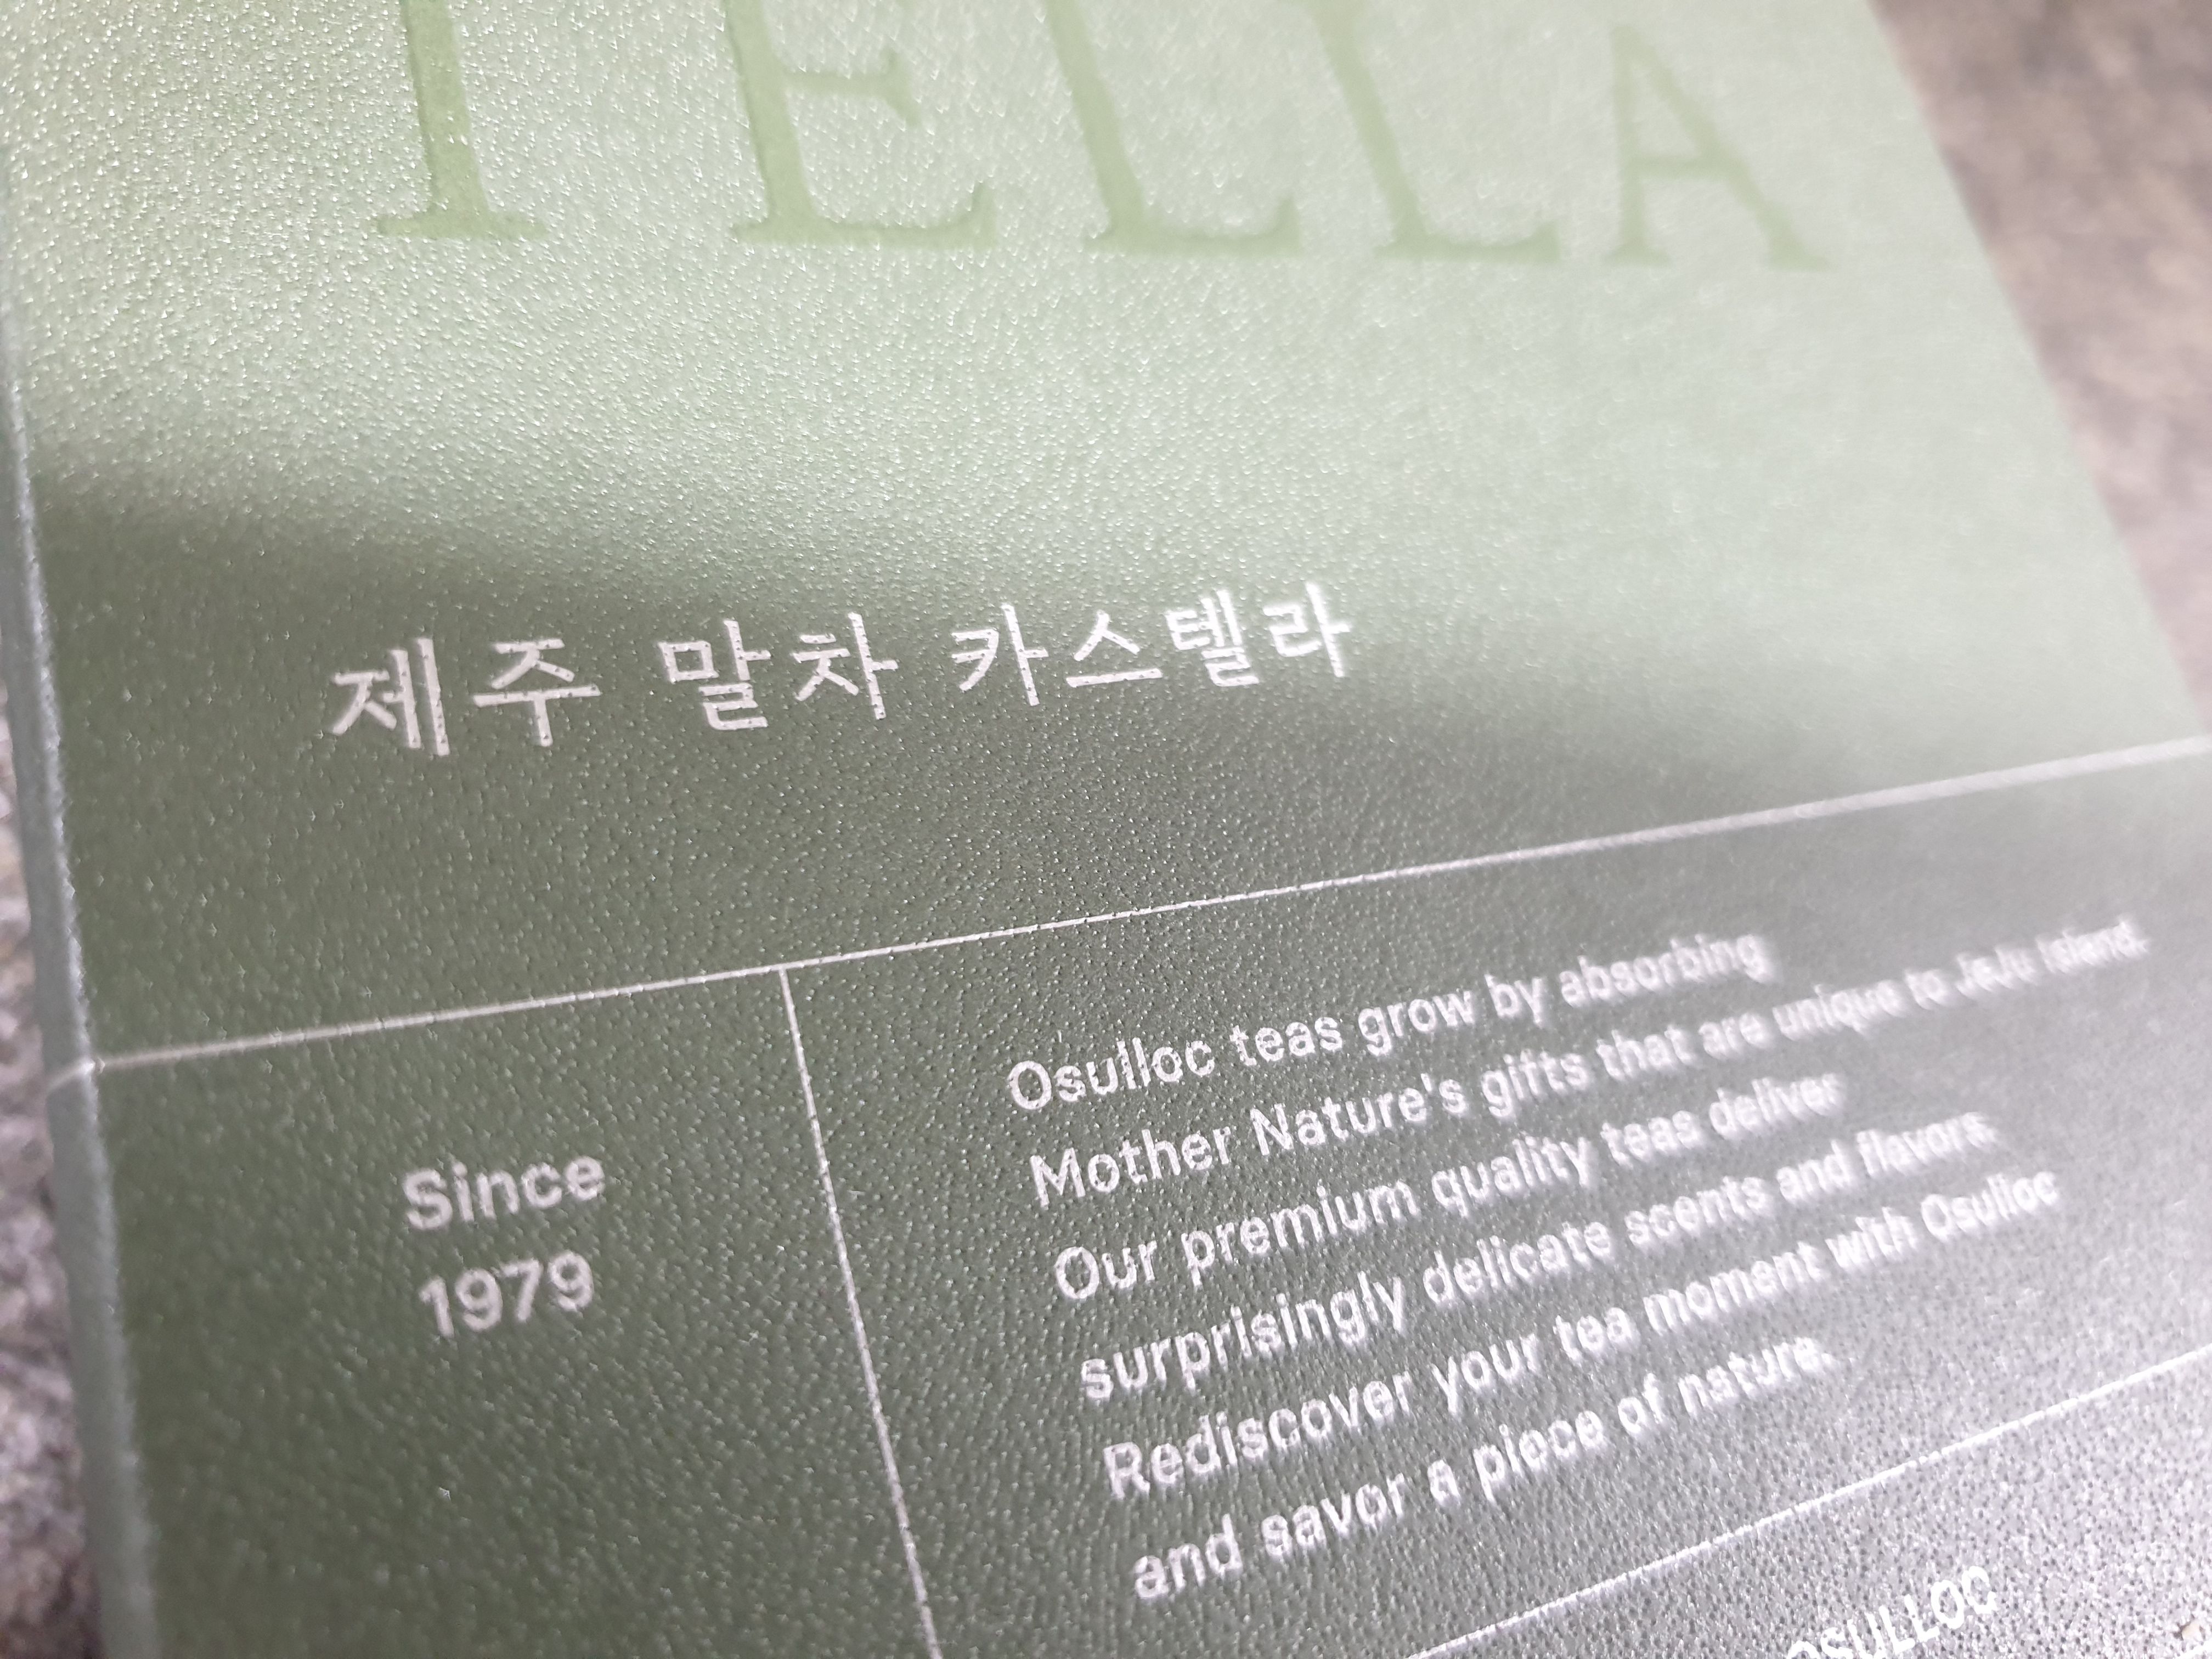 TELLA
제주 말차 카스텔라
Since
1979
Osulloc teas grow by absorbing
Mother Nature's gifts that are unique to JeJu Island.
Our premium quality teas deliver
surprisingly delicate scents and flavors.
Rediscover your tea moment with Osulloc
and savor a piece of nature.
OSULLOC